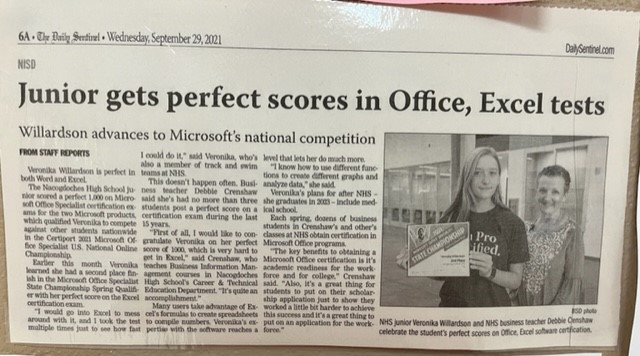 6A • The Daily Sentinel • Wednesday, September 29, 2021
DailySentinel.com
NISD
Junior gets perfect scores in Office, Excel tests
Willardson advances to Microsoft's national competition
FROM STAFF REPORTS
Veronika Willardson is perfect in
both Word and Excel.
The Nacogdoches High School ju-
nior scored a perfect 1,000 on Micro-
soft Office Specialist certification ex-
ams for the two Microsoft products,
which qualified Veronika to compete
against other students nationwide
in the Certiport 2021 Microsoft Of-
fice Specialist U.S. National Online
Championship.
Earlier this month Veronika
learned she had a second place fin-
ish in the Microsoft Office Specialist
State Championship Spring Qualifi-
er with her perfect score on the Excel
certification exam.
"I would go into Excel to mess
around with it, and I took the test
multiple times just to see how fast
I could do it," said Veronika, who's
also a member of track and swim
teams at NHS.
This doesn't happen often. Busi-
ness teacher Debbie Crenshaw
said she's had no more than three
students post a perfect score on a
certification exam during the last
15 years.
"First of all, I would like to con-
gratulate Veronika on her perfect
score of 1000, which is very hard to
get in Excel," said Crenshaw, who
teaches Business Information Man-
agement courses in Nacogdoches
High School's Career & Technical
Education Department. "It's quite an
accomplishment."
Many users take advantage of Ex-
cel's formulas to create spreadsheets
to compile numbers. Veronika's ex-
pertise with the software reaches a
level that lets her do much more.
"I know how to use different func-
tions to create different graphs and
analyze data," she said.
Veronika's plans for after NHS –
she graduates in 2023 – include med-
ical school.
Each spring, dozens of business
students in Crenshaw's and other's
classes at NHS obtain certification in
Microsoft Office programs.
"The key benefits to obtaining a
Microsoft Office certification is it's
academic readiness for the work-
force and for college," Crenshaw
said. "Also, it's a great thing for
students to put on their scholar-
ship application just to show they
worked a little bit harder to achieve
this success and it's a great thing to
put on an application for the work-
force."
STATE CHAMPIONSHIP
Pro
ified.
NISD photo
NHS junior Veronika Willardson and NHS business teacher Debbie Crenshaw
celebrate the student's perfect scores on Office, Excel software certification.